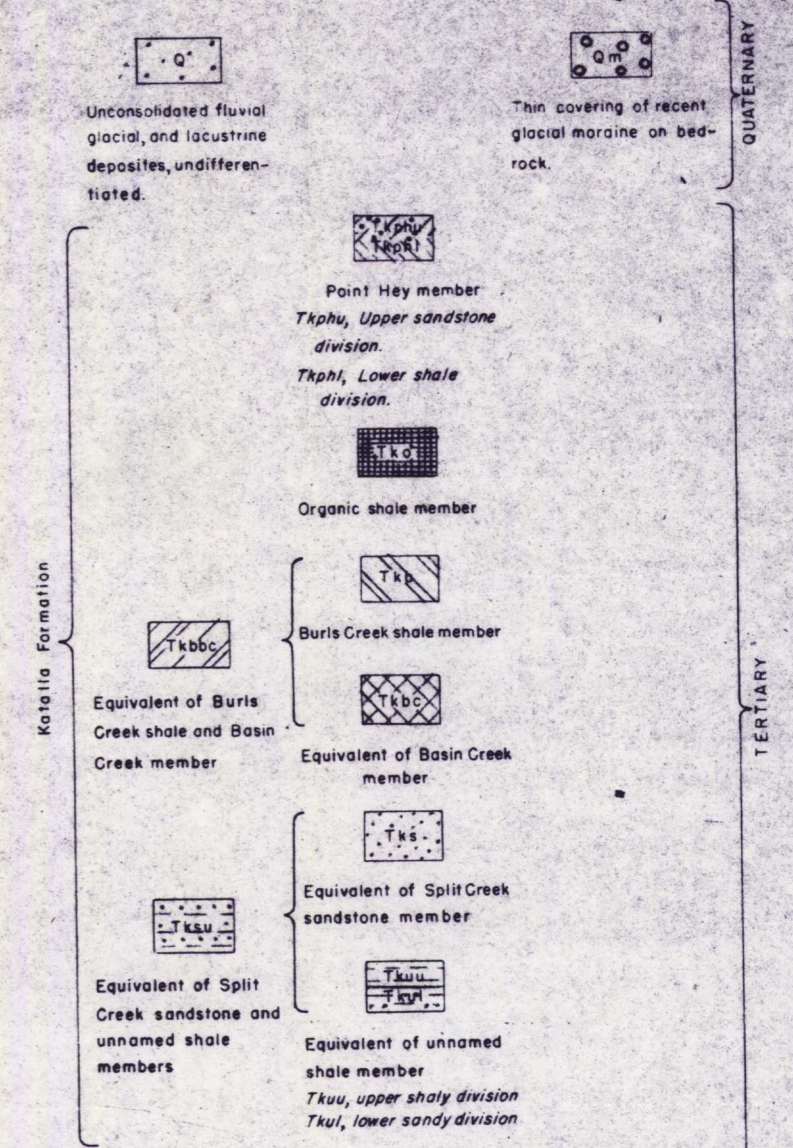 Q
Unconsolidated fluvial
glacial, and lacustrine
deposites, undifferen-
tiated.
Qm
Thin covering of recent
glacial moraine on bed-
rock.
QUATERNARY
Tkphu
Tkphl
Point Hey member
Tkphu, Upper sandstone
division.
Tkphl, Lower shale
division.
Tko
Organic shale member
Katalla Formation
Tkb
Burls Creek shale member
Tkbbc
Equivalent of Burls
Creek shale and Basin
Creek member
Tkbc
Equivalent of Basin Creek
member
TERTIARY
Tks
Equivalent of Split Creek
sandstone member
Tksu
Equivalent of Split
Creek sandstone and
unnamed shale
members
Tkuu
Tkul
Equivalent of unnamed
shale member
Tkuu, upper shaly division
Tkul, lower sandy division